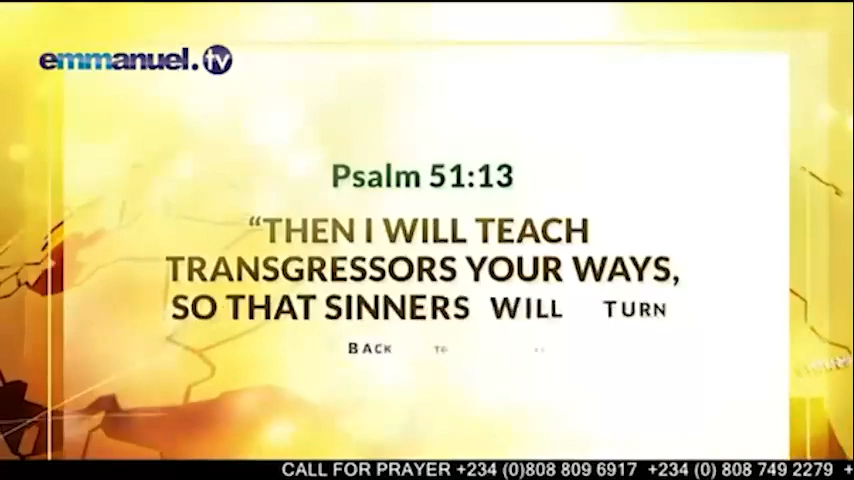 emmanuel.tv
Psalm 51:13
“THEN I WILL TEACH
TRANSGRESSORS YOUR WAYS,
SO THAT SINNERS WILL TURN
BACK TO
CALL FOR PRAYER +234 (0)808 809 6917 +234 (0) 808 749 2279 +